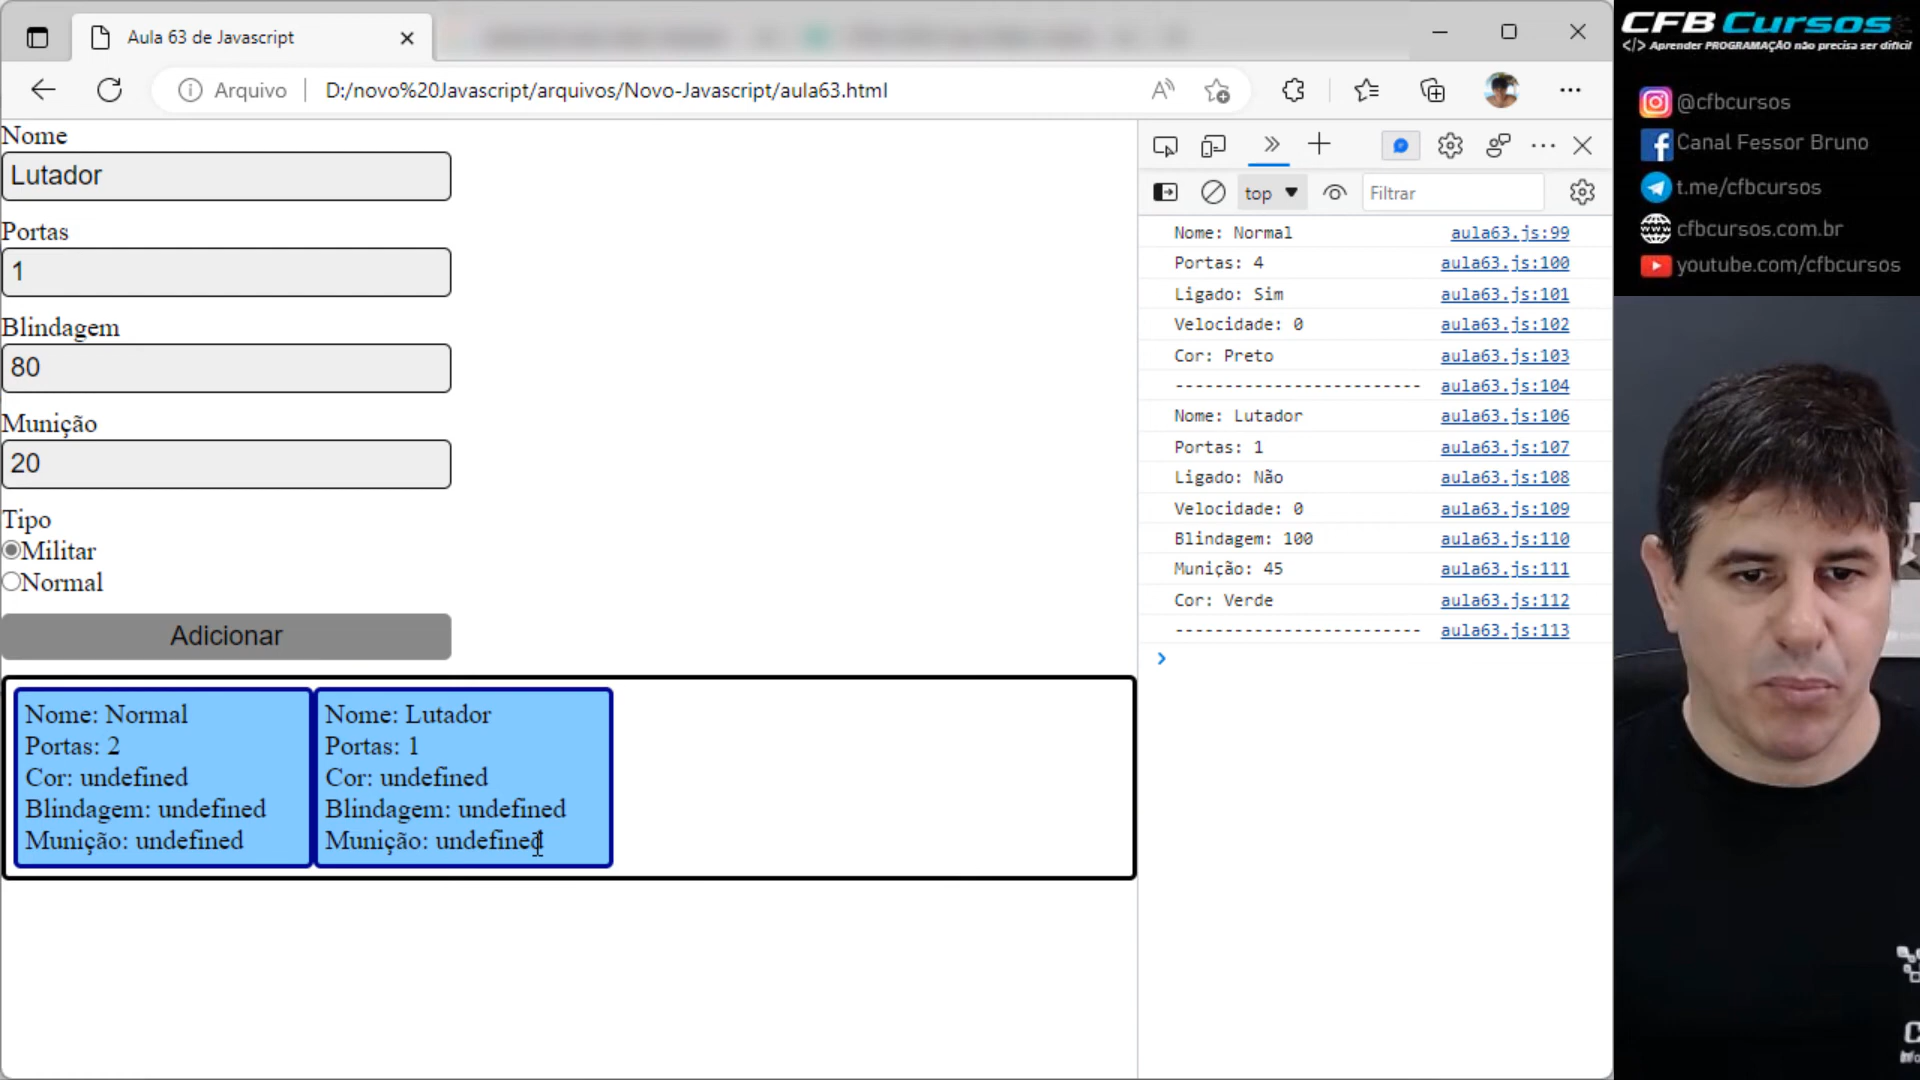 Aula 63 de Javascript
Arquivo
D:/novo%20Javascript/arquivos/Novo-Javascript/aula63.html
Nome
Lutador
Portas
1
Blindagem
80
Munição
20
Tipo
Militar
Normal
Adicionar
Nome: Normal
Portas: 2
Cor: undefined
Blindagem: undefined
Munição: undefined
Nome: Lutador
Portas: 1
Cor: undefined
Blindagem: undefined
Munição: undefined
top
Filtrar
Nome: Normal aula63.js:99
Portas: 4 aula63.js:100
Ligado: Sim aula63.js:101
Velocidade: 0 aula63.js:102
Cor: Preto aula63.js:103
------------------------- aula63.js:104
Nome: Lutador aula63.js:106
Portas: 1 aula63.js:107
Ligado: Não aula63.js:108
Velocidade: 0 aula63.js:109
Blindagem: 100 aula63.js:110
Munição: 45 aula63.js:111
Cor: Verde aula63.js:112
------------------------- aula63.js:113
CFB Cursos
</> Aprender PROGRAMAÇÃO não precisa ser difícil
@cfbcursos
Canal Fessor Bruno
t.me/cfbcursos
cfbcursos.com.br
youtube.com/cfbcursos